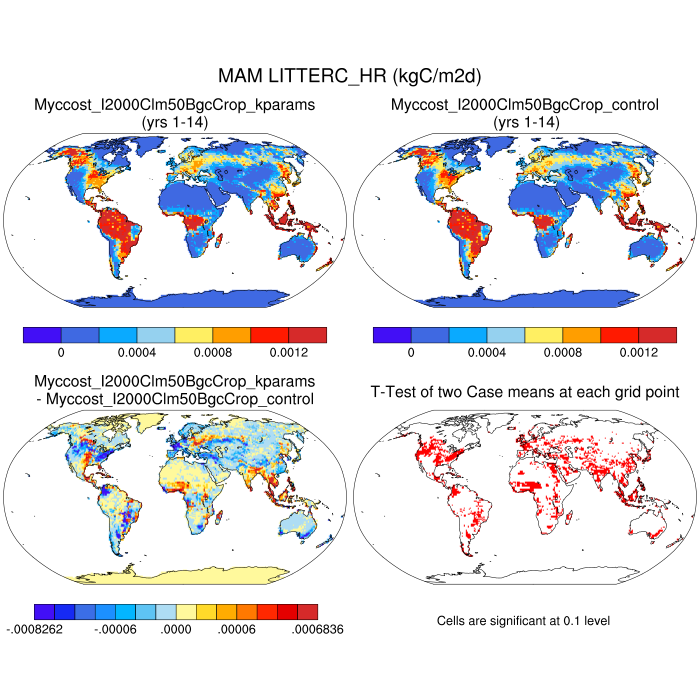 MAM LITTERC_HR (kgC/m2d)
Myccost_I2000Clm50BgcCrop_kparams
(yrs 1-14)
Myccost_I2000Clm50BgcCrop_control
(yrs 1-14)
0 0.0004 0.0008 0.0012
0 0.0004 0.0008 0.0012
Myccost_I2000Clm50BgcCrop_kparams
- Myccost_I2000Clm50BgcCrop_control
T-Test of two Case means at each grid point
-.0008262 -.00006 .0000 .00006 .0006836
Cells are significant at 0.1 level